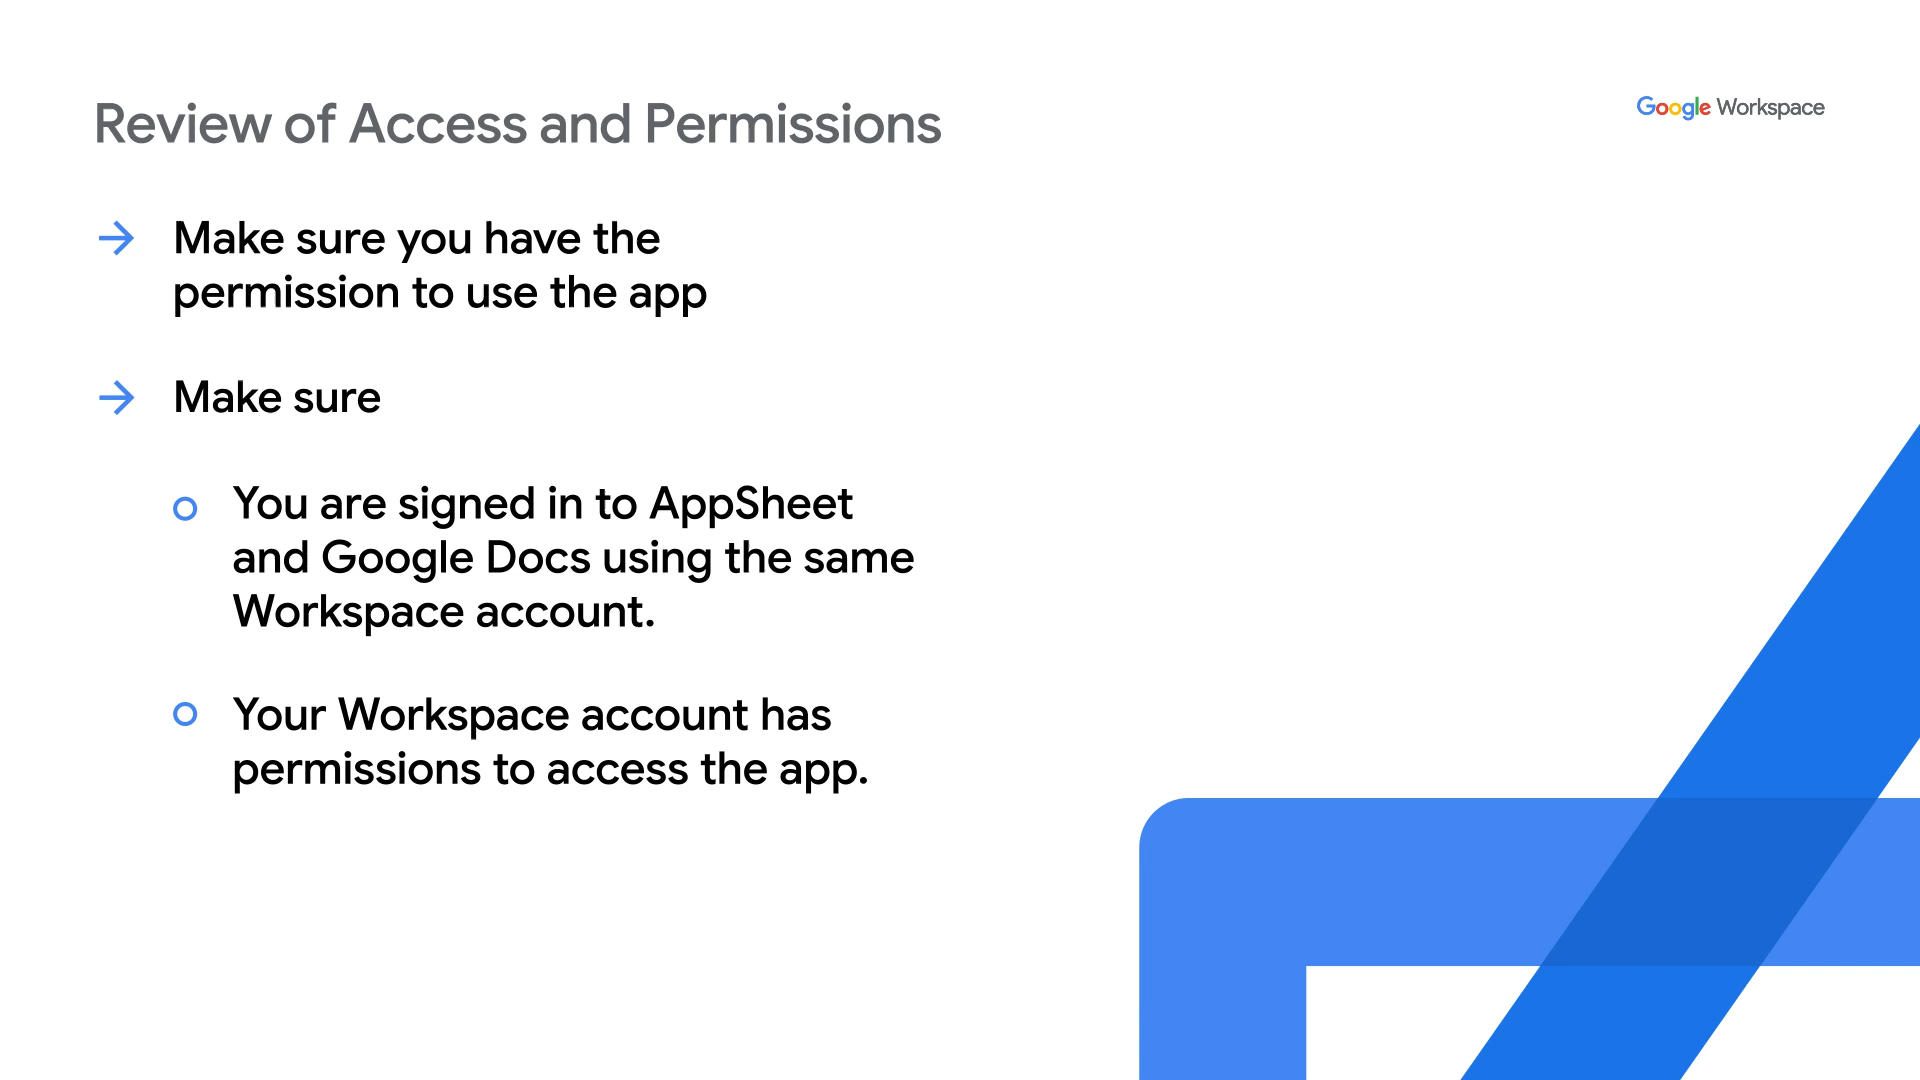 Review of Access and Permissions
Google Workspace
Make sure you have the
permission to use the app
Make sure
You are signed in to AppSheet
and Google Docs using the same
Workspace account.
Your Workspace account has
permissions to access the app.